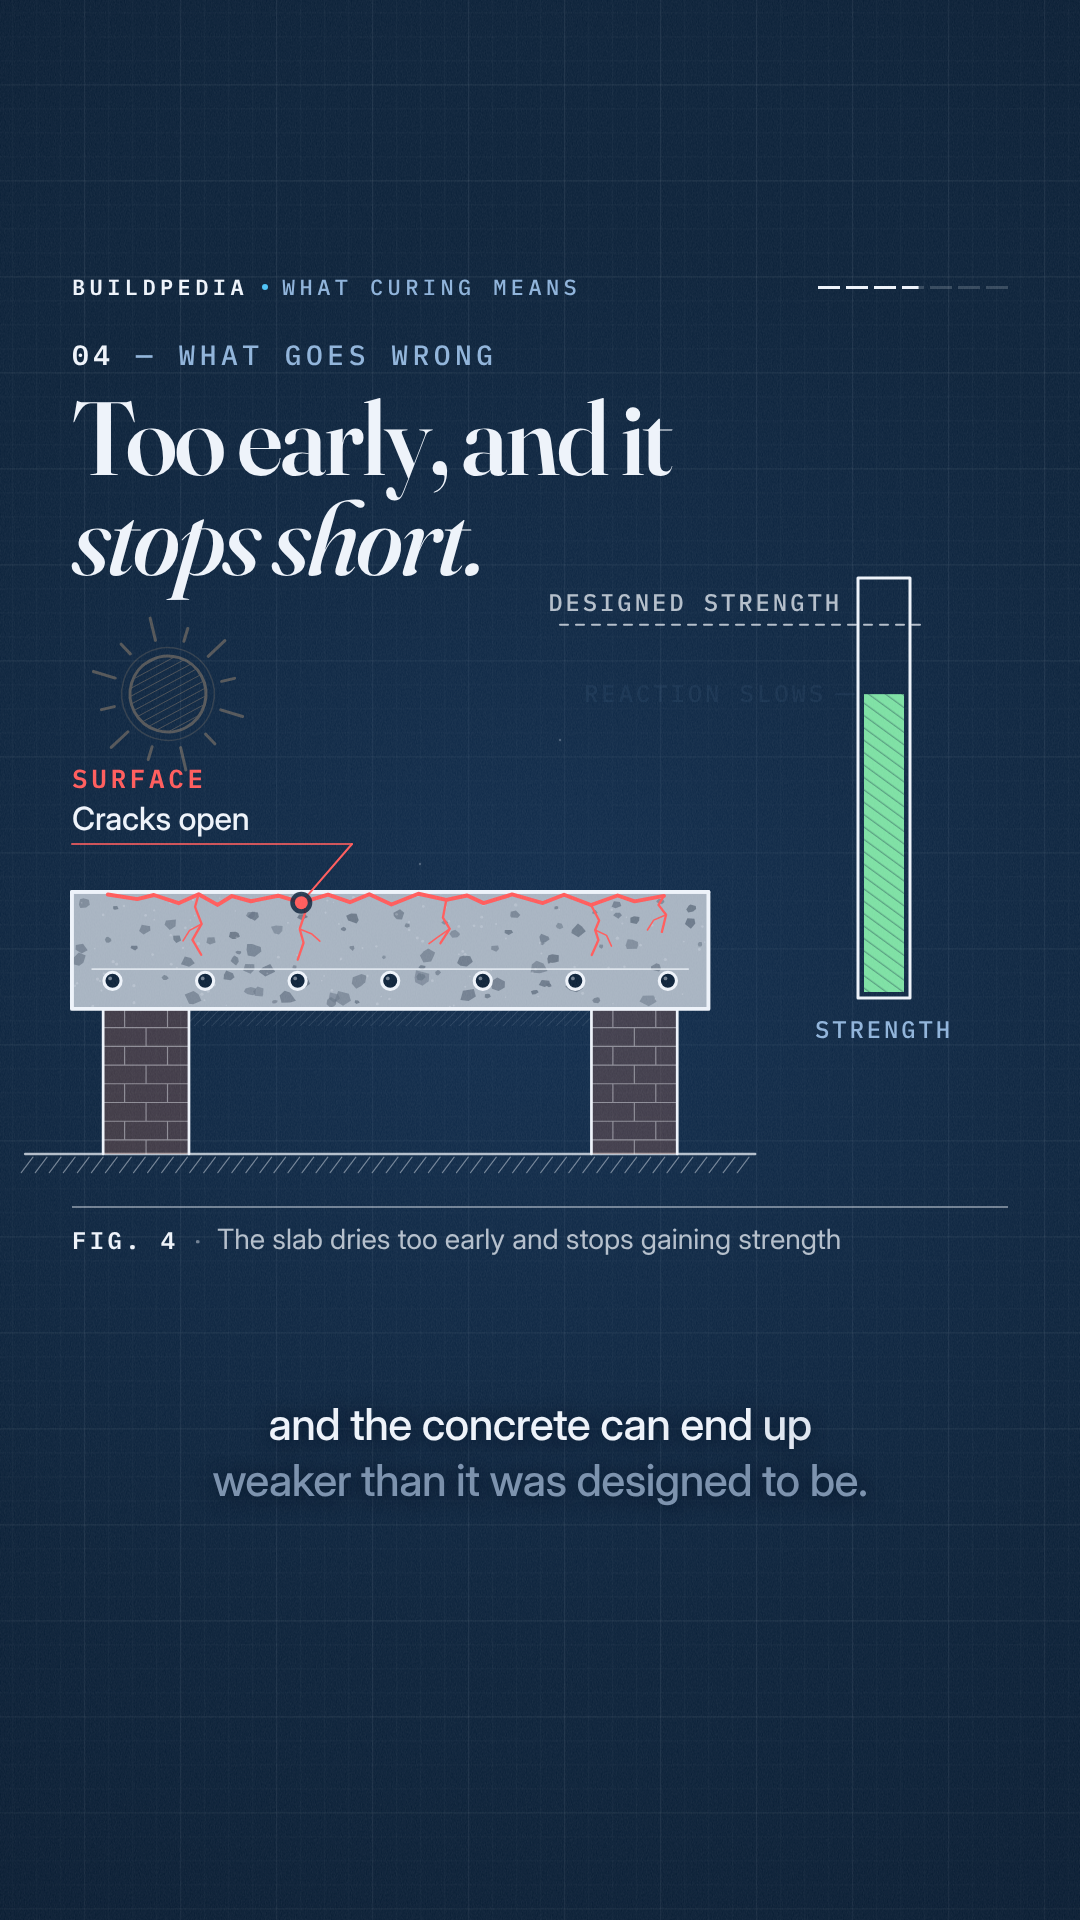 BUILDPEDIA • WHAT CURING MEANS
04 — WHAT GOES WRONG
Too early, and it
stops short.
DESIGNED STRENGTH
REACTION SLOWS
SURFACE
Cracks open
STRENGTH
FIG. 4 · The slab dries too early and stops gaining strength
and the concrete can end up
weaker than it was designed to be.